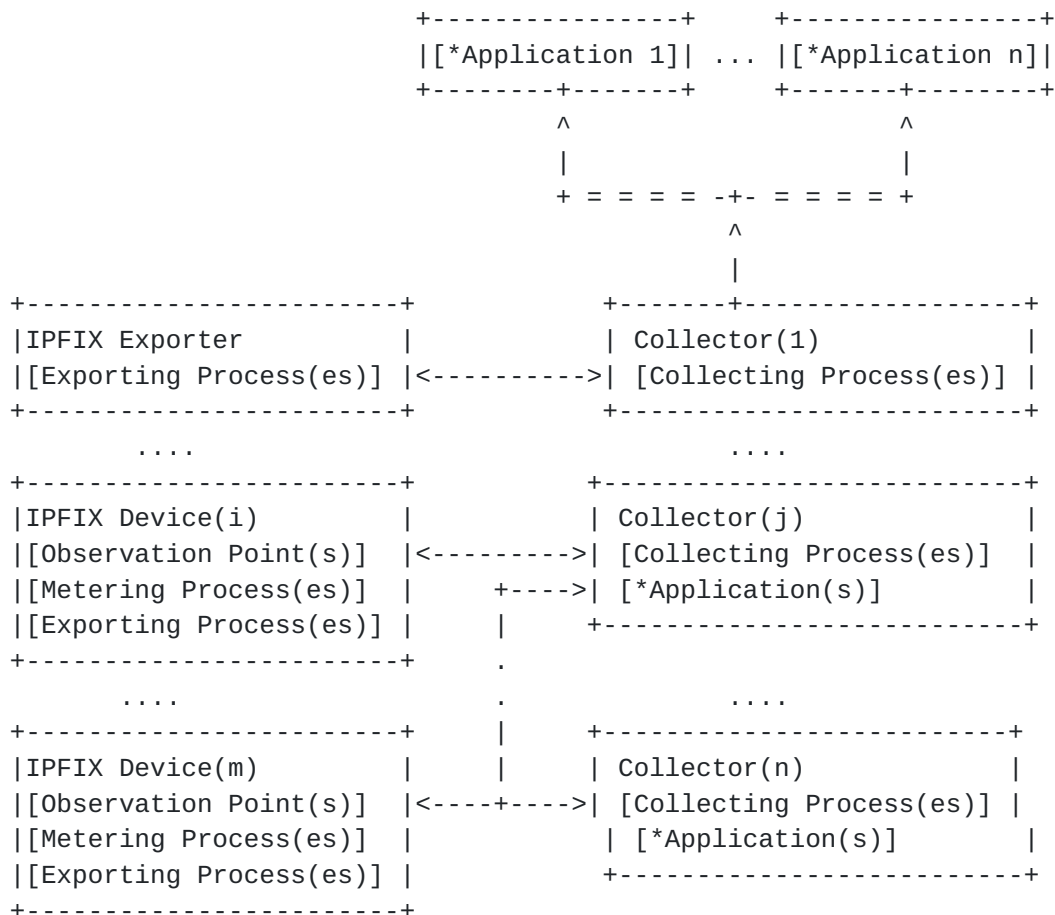 +----------------+     +----------------+
                          |[*Application 1]| ... |[*Application n]|
                          +--------+-------+     +-------+--------+
                                   ^                     ^
                                   |                     |
                                   + = = = = -+- = = = = +
                                              ^
                                              |
+------------------------+            +-------+------------------+
|IPFIX Exporter          |            | Collector(1)             |
|[Exporting Process(es)] |<---------->| [Collecting Process(es)] |
+------------------------+            +--------------------------+
        ....                                  ....
+------------------------+           +---------------------------+
|IPFIX Device(i)         |           | Collector(j)              |
|[Observation Point(s)]  |<--------->| [Collecting Process(es)]  |
|[Metering Process(es)]  |     +---->| [*Application(s)]         |
|[Exporting Process(es)] |     |     +---------------------------+
+------------------------+     .
       ....                    .              ....
+------------------------+     |     +--------------------------+
|IPFIX Device(m)         |     |     | Collector(n)              |
|[Observation Point(s)]  |<----+---->| [Collecting Process(es)] |
|[Metering Process(es)]  |            | [*Application(s)]        |
|[Exporting Process(es)] |            +--------------------------+
+------------------------+